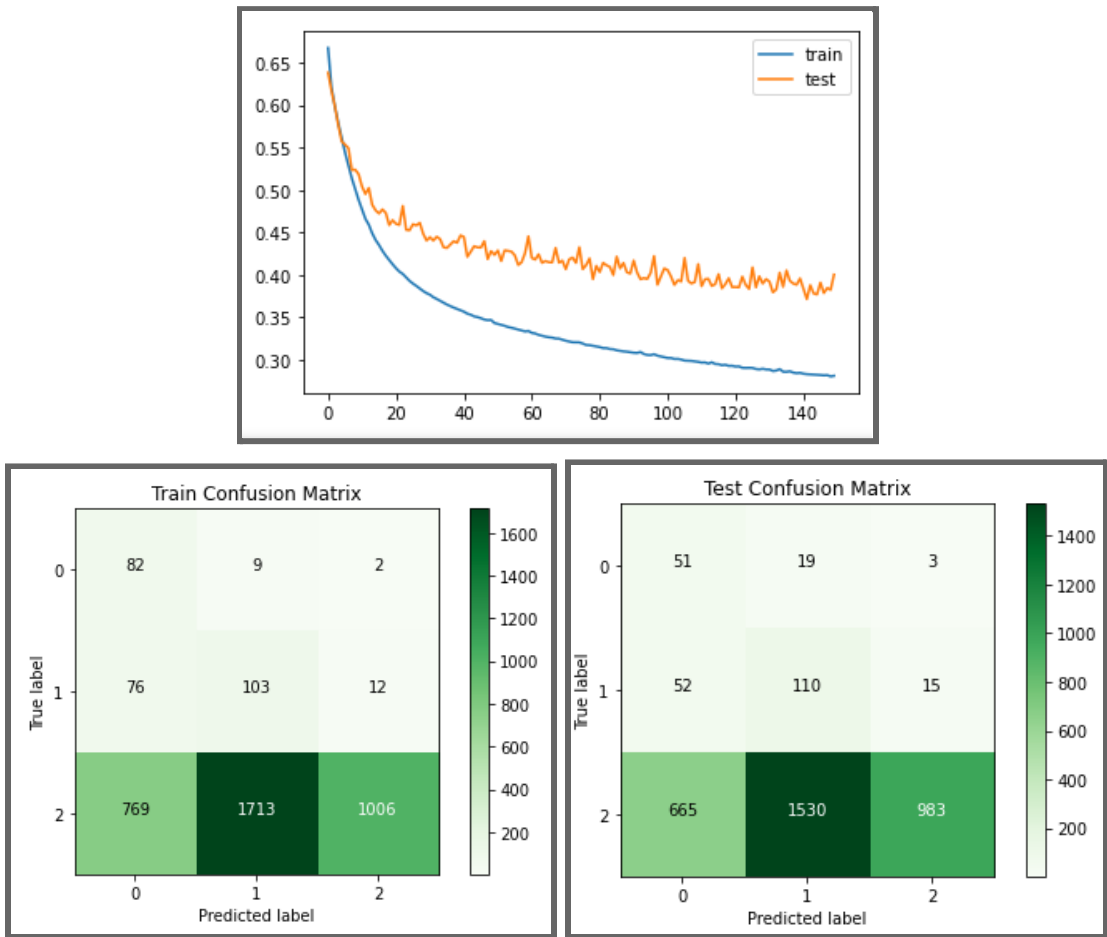 train
test
0.65
0.60
0.55
0.50
0.45
0.40
0.35
0.30
0 20 40 60 80 100 120 140
Train Confusion Matrix
0 82 9 2
1 76 103 12
2 769 1713 1006
0 1 2
True label
Predicted label
1600
1400
1200
1000
800
600
400
200
Test Confusion Matrix
0 51 19 3
1 52 110 15
2 665 1530 983
0 1 2
True label
Predicted label
1400
1200
1000
800
600
400
200